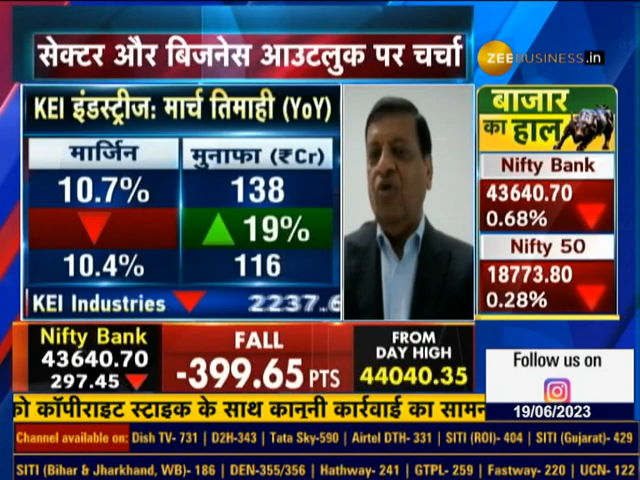 सेक्टर और बिजनेस आउटलुक पर चर्चा
ZEEBUSINESS.in
KEI इंडस्ट्रीज: मार्च तिमाही (YoY)
मार्जिन
मुनाफा (₹Cr)
10.7%
138
19%
10.4%
116
KEI Industries 2237.6
बाजार
का हाल
Nifty Bank
43640.70
0.68%
Nifty 50
18773.80
0.28%
Nifty Bank
43640.70
297.45
FALL
-399.65 PTS
FROM
DAY HIGH
44040.35
Follow us on
19/06/2023
को कॉपीराइट स्टाइक के साथ कानूनी कार्रवाई का सामन
Channel available on: Dish TV- 731 | D2H-343 | Tata Sky-590 | Airtel DTH- 331 | SITI (ROI)- 404 | SITI (Gujarat)- 429
SITI (Bihar & Jharkhand, WB)- 186 | DEN-355/356 | Hathway- 241 | GTPL- 259 | Fastway- 220 | UCN- 122